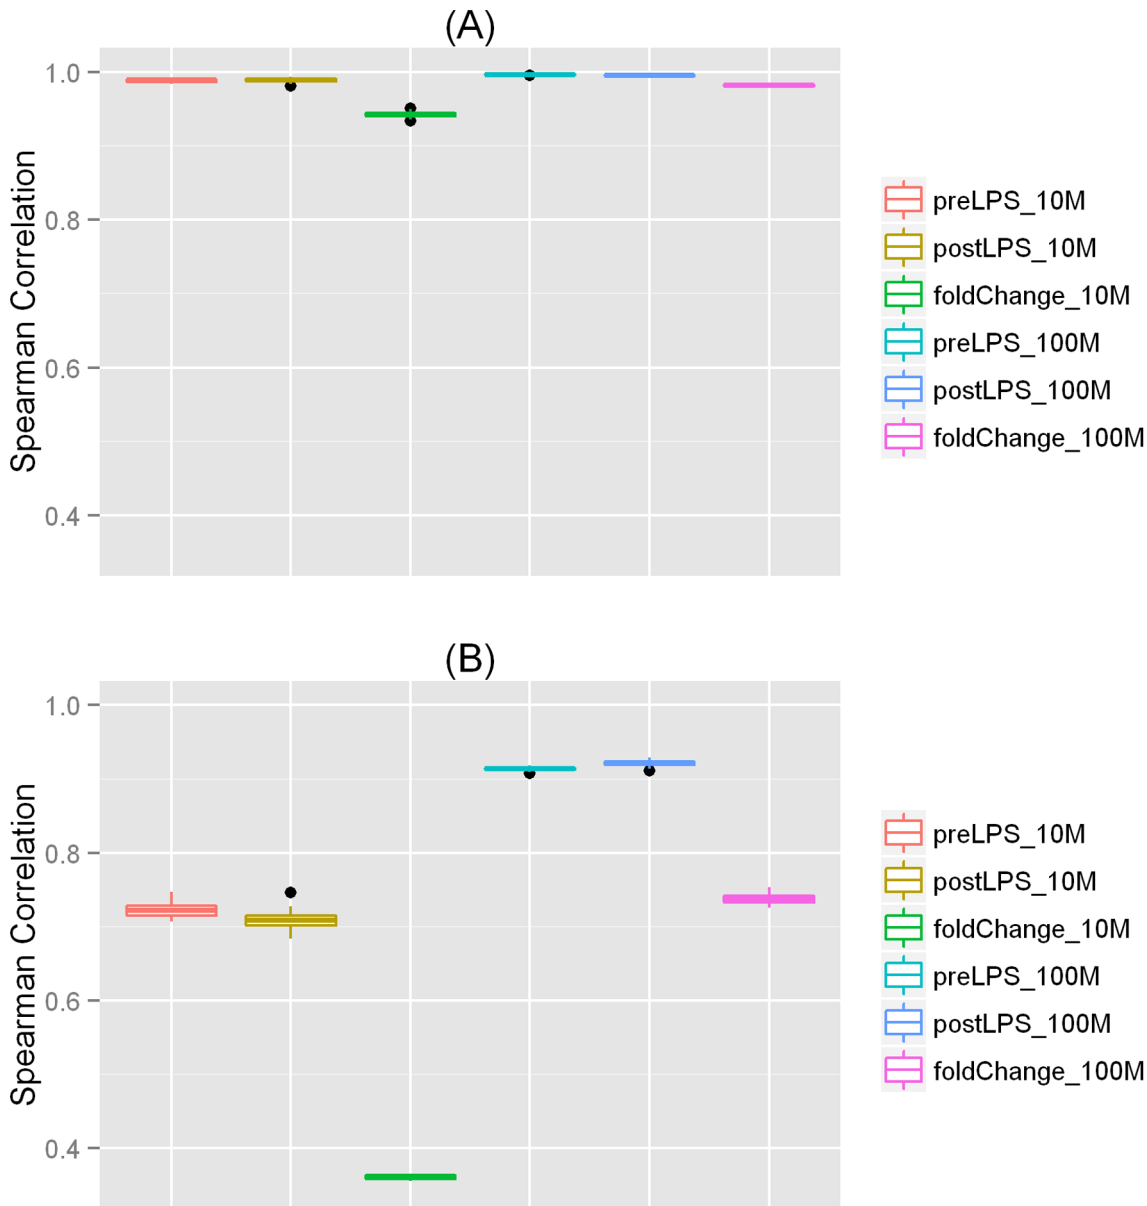 (A)
Spearman Correlation
1.0
0.8
0.6
0.4
preLPS_10M
postLPS_10M
foldChange_10M
preLPS_100M
postLPS_100M
foldChange_100M
(B)
Spearman Correlation
1.0
0.8
0.6
0.4
preLPS_10M
postLPS_10M
foldChange_10M
preLPS_100M
postLPS_100M
foldChange_100M